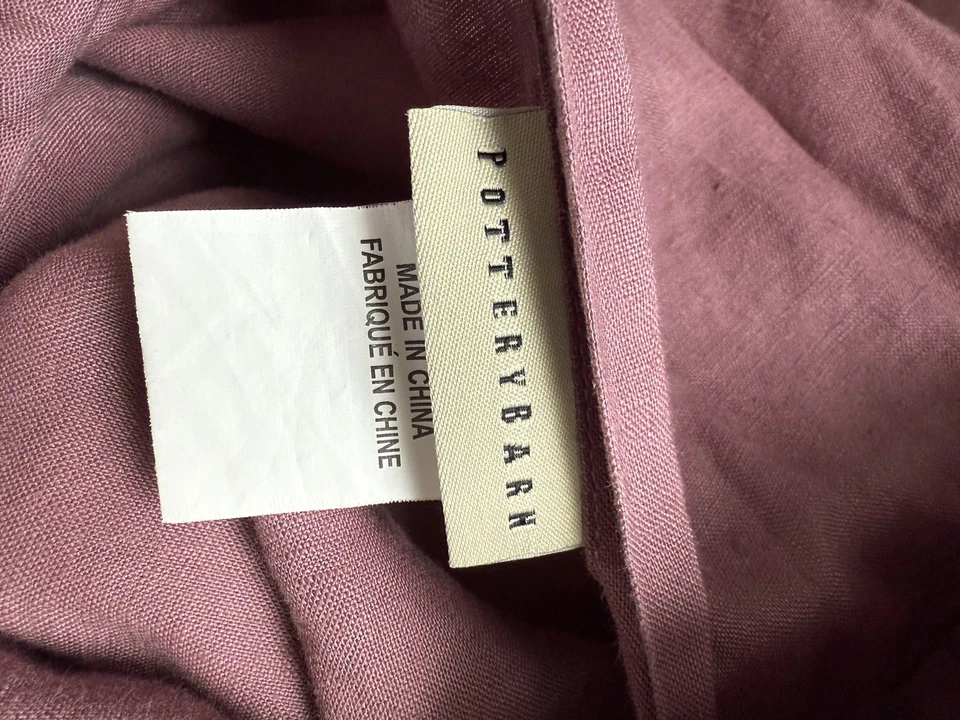 POTTERYBARN
MADE IN CHINA
FABRIQUÉ EN CHINE